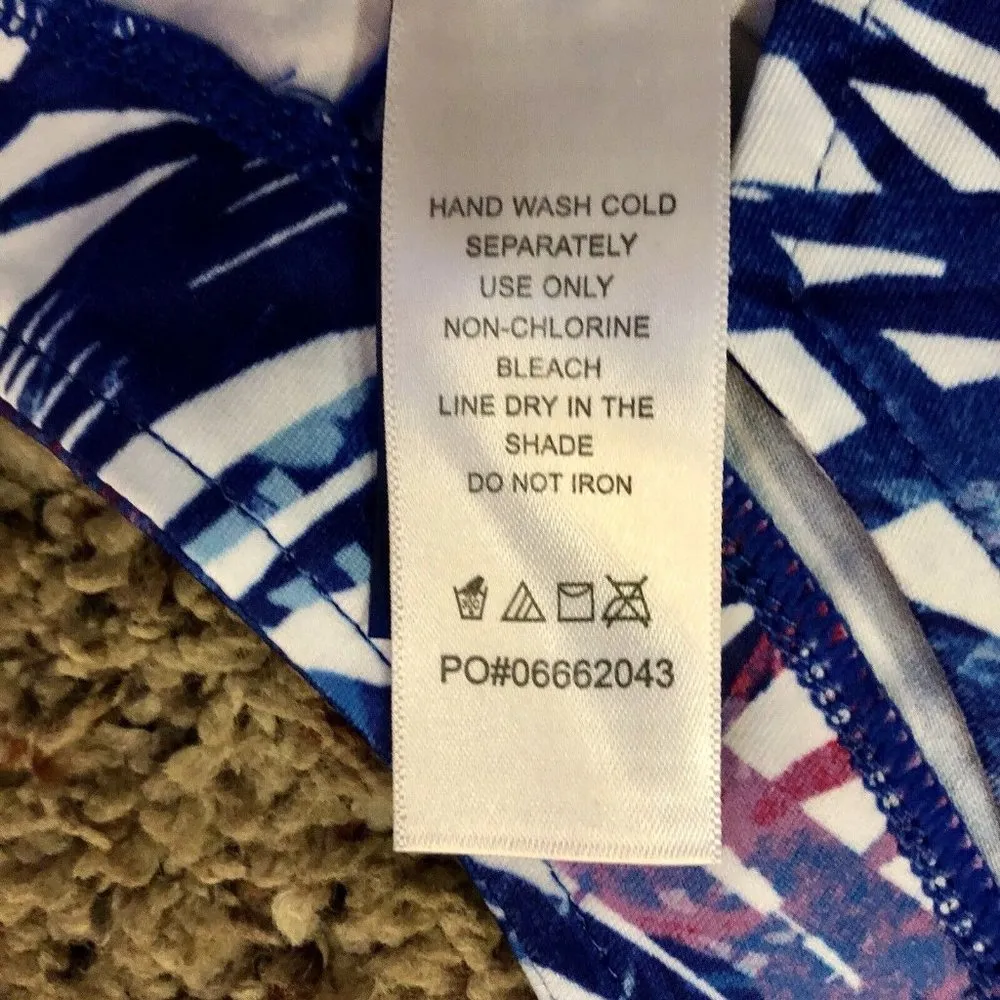 HAND WASH COLD
SEPARATELY
USE ONLY
NON-CHLORINE
BLEACH
LINE DRY IN THE
SHADE
DO NOT IRON
PO#06662043